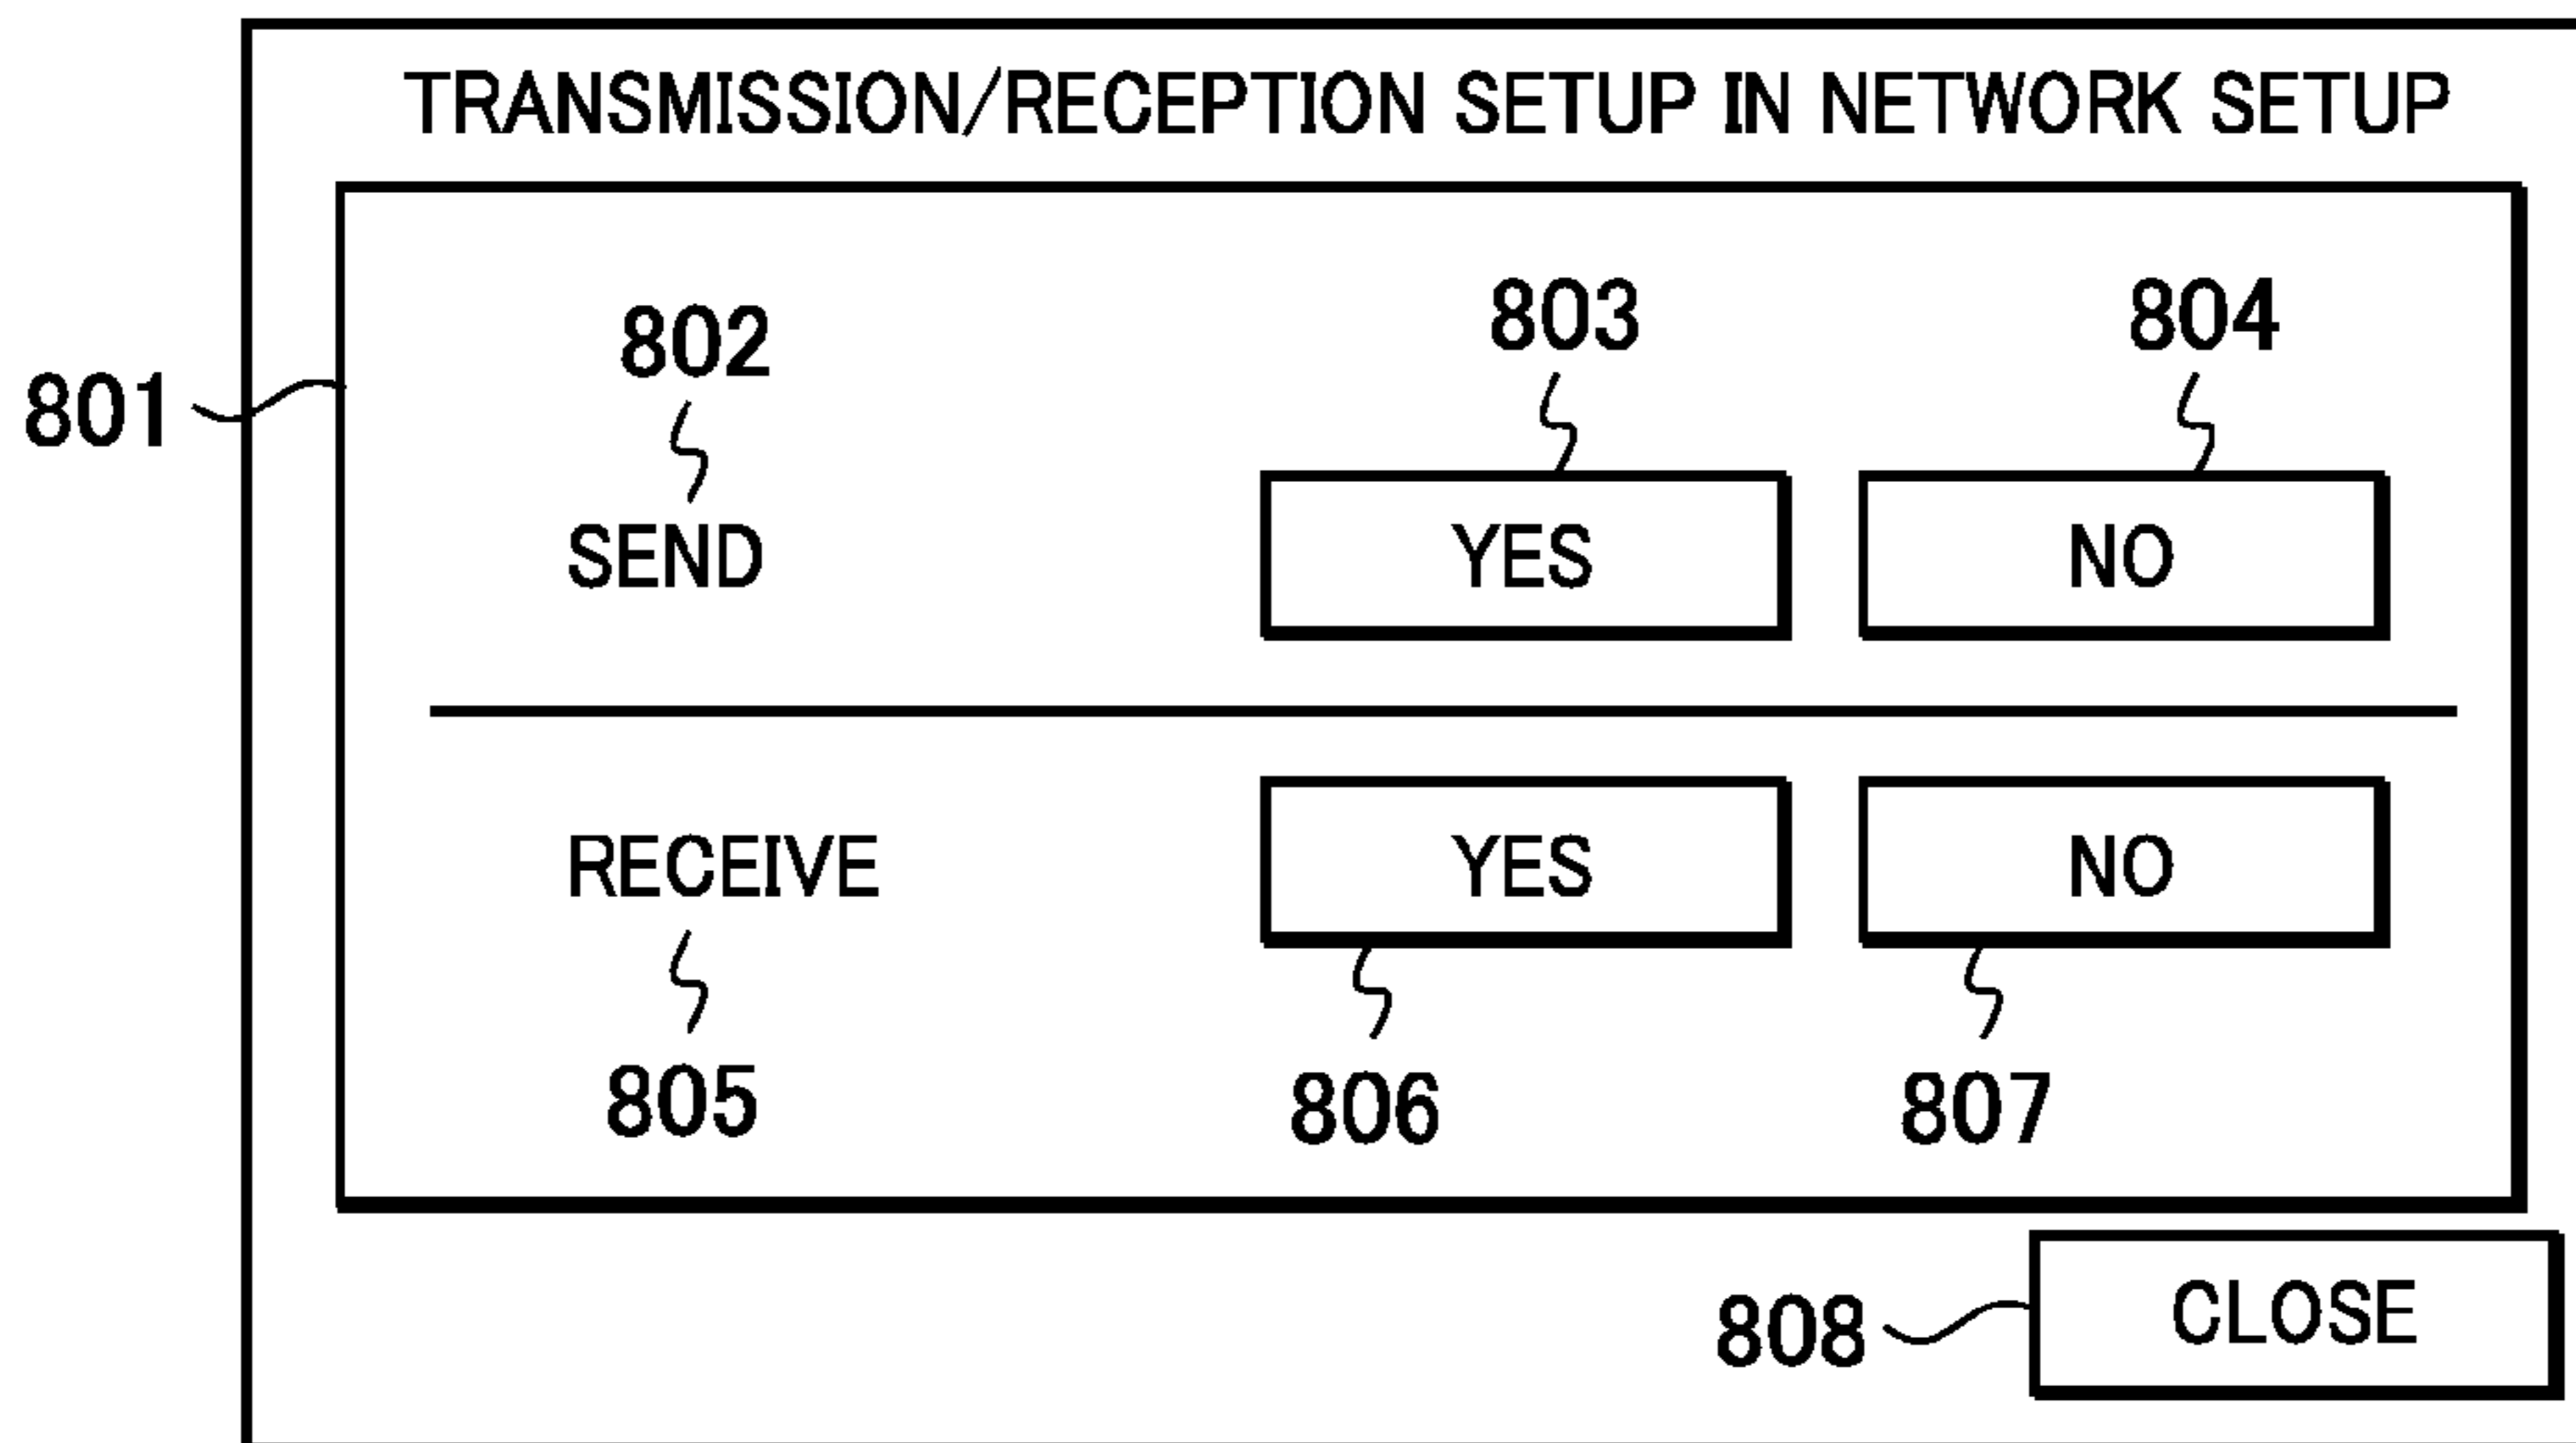 TRANSMISSION/RECEPTION SETUP IN NETWORK SETUP
803 804
802
801
SEND YES NO
RECEIVE YES NO
805 806 807
808 CLOSE